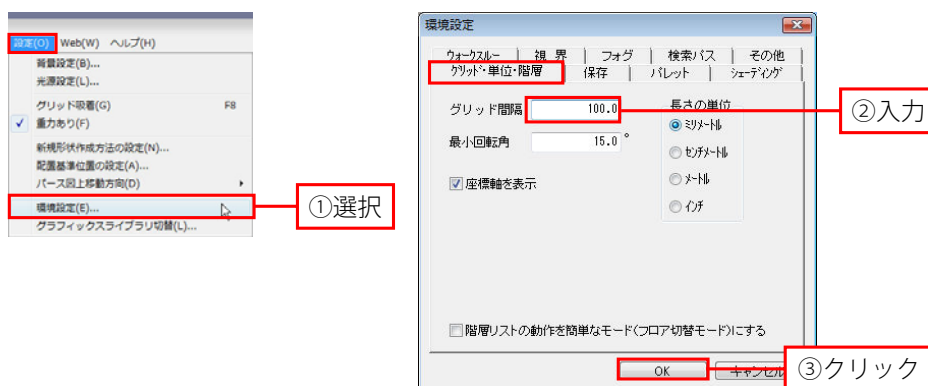 設定(O) Web(W) ヘルプ(H)
背景設定(B)...
光源設定(L)...
グリッド吸着(G) F8
重力あり(F)
新規形状作成方法の設定(N)...
配置基準位置の設定(A)...
パース図上移動方向(D)
環境設定(E)...
グラフィックスライブラリ切替(L)...
①選択
環境設定
ウォークスルー 視 界 フォグ 検索パス その他
グリッド・単位・階層 保存 パレット シェーディング
グリッド間隔 100.0
最小回転角 15.0 °
座標軸を表示
長さの単位
ミリメートル
センチメートル
メートル
インチ
②入力
階層リストの動作を簡単なモード(フロア切替モード)にする
OK キャンセル
③クリック